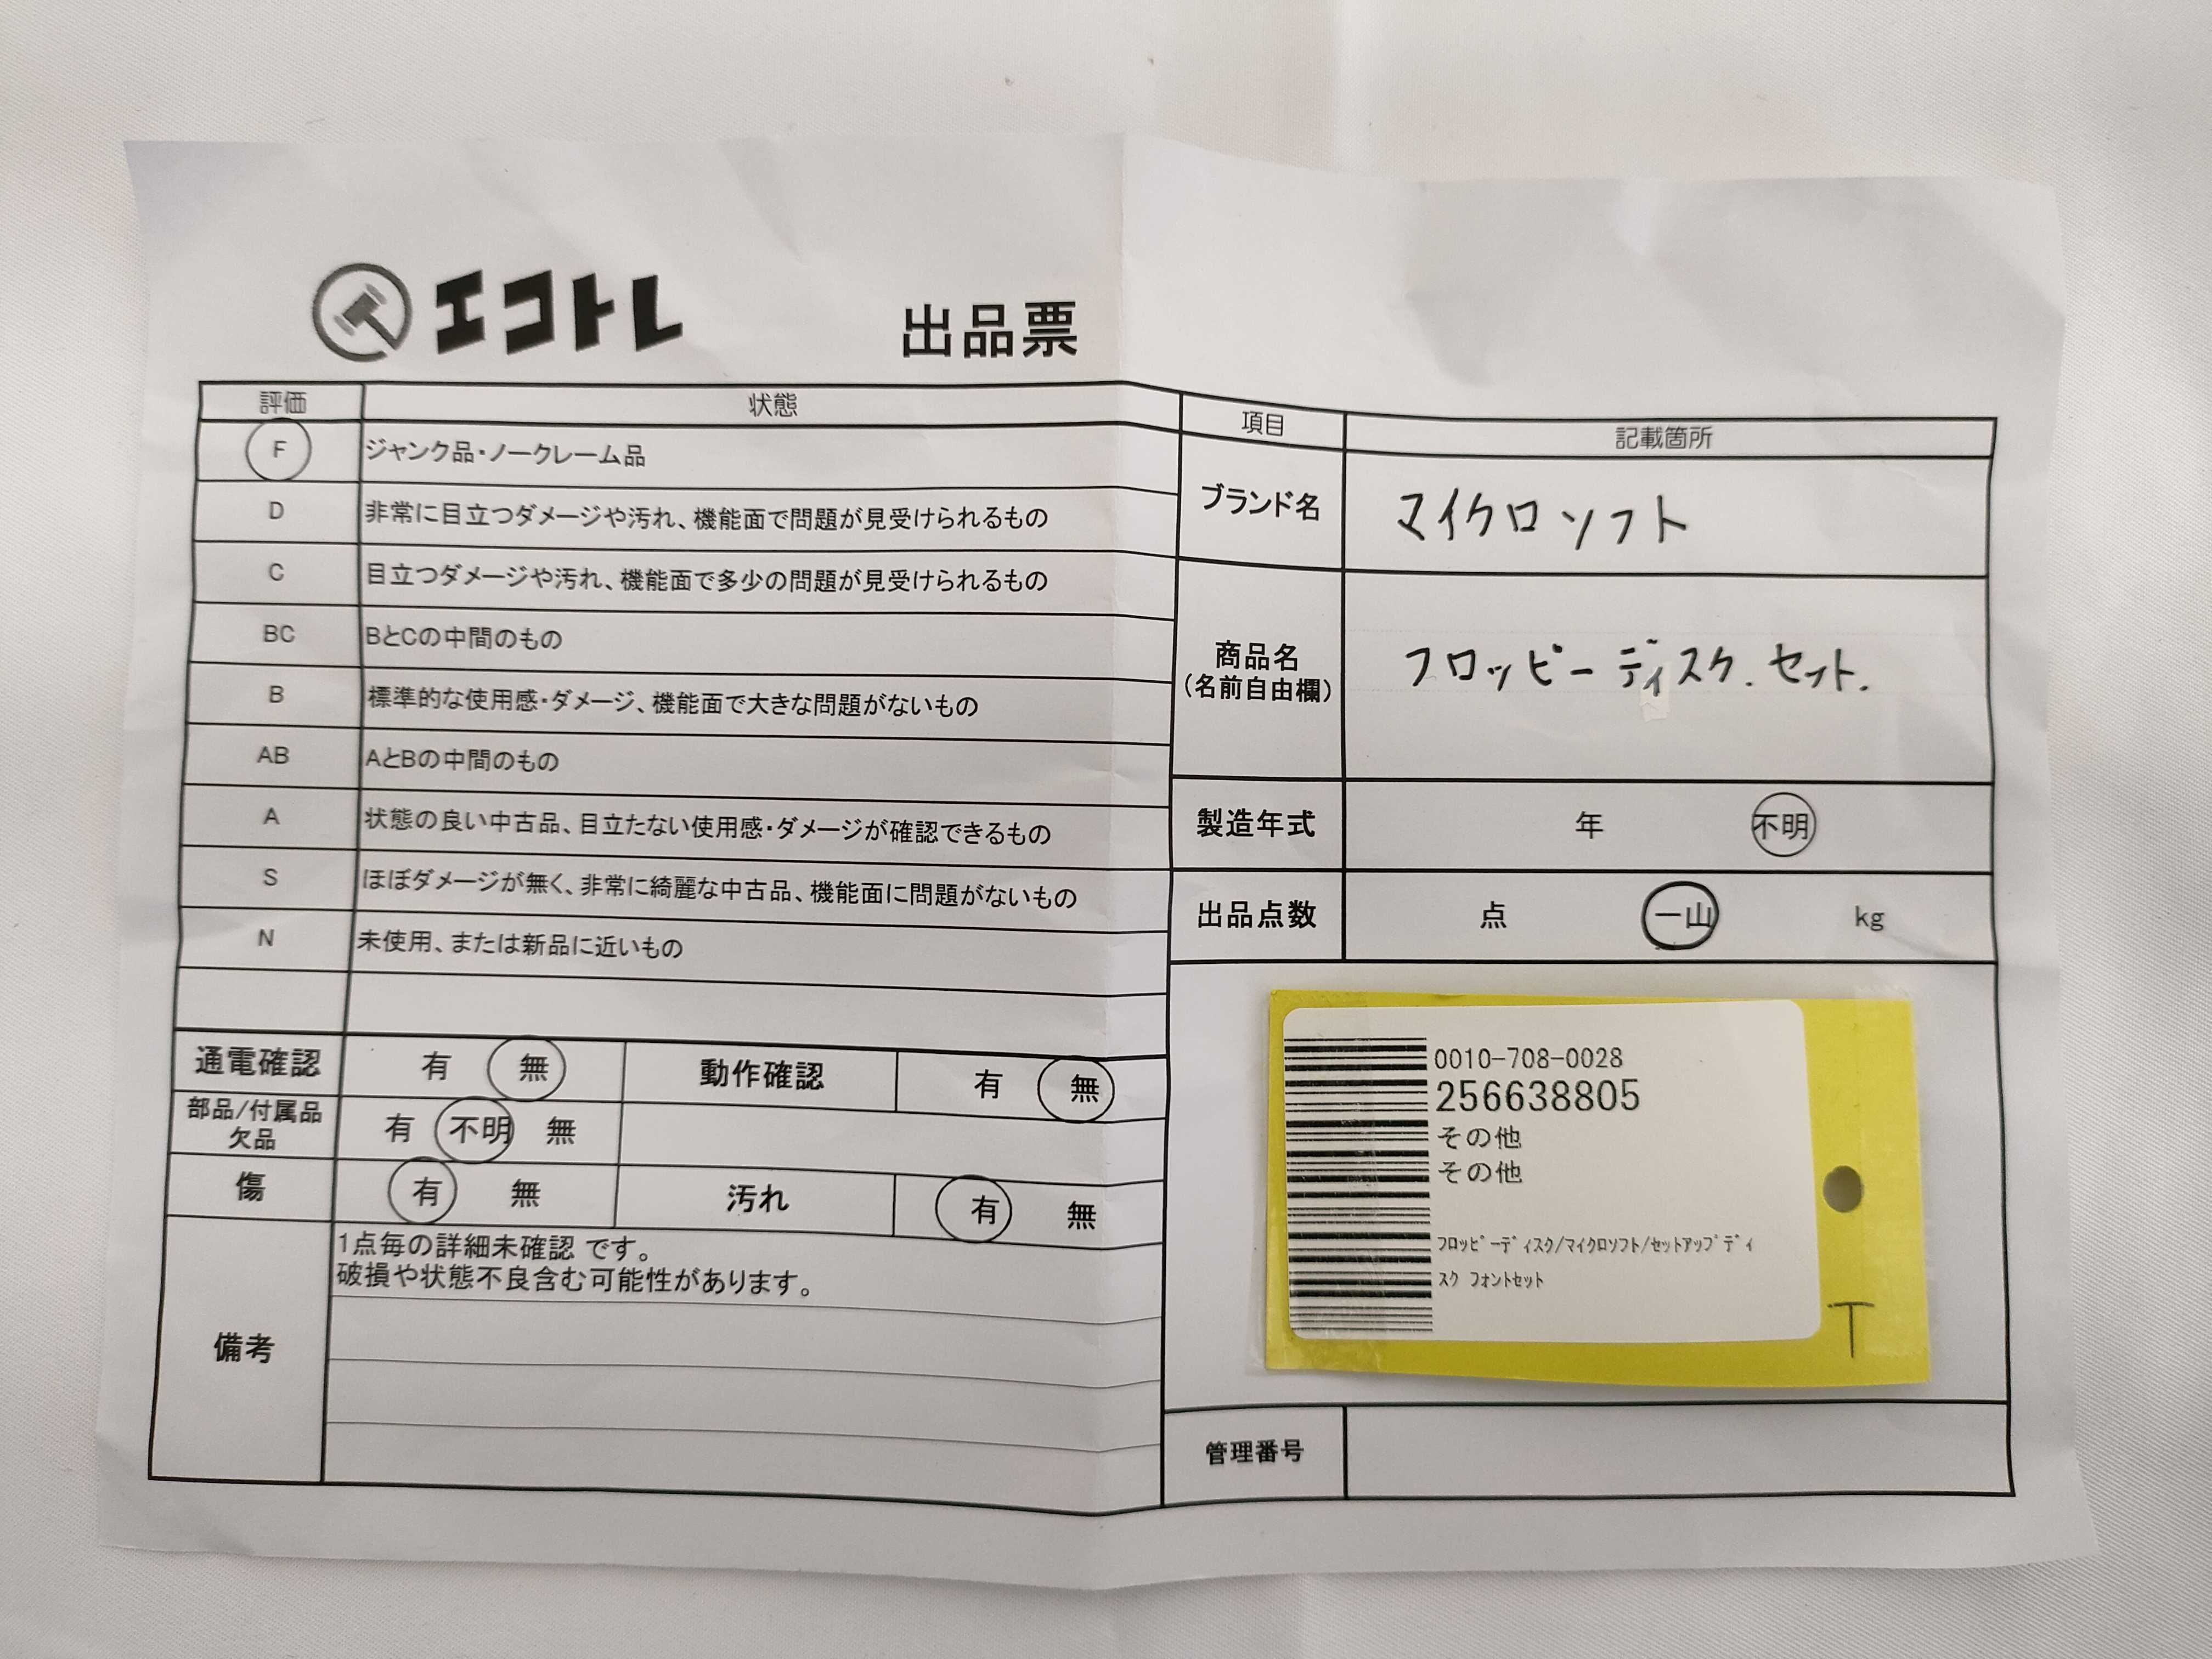 エコトレ 出品票
評価 状態
F ジャンク品・ノークレーム品
D 非常に目立つダメージや汚れ、機能面で問題が見受けられるもの
C 目立つダメージや汚れ、機能面で多少の問題が見受けられるもの
BC BとCの中間のもの
B 標準的な使用感・ダメージ、機能面で大きな問題がないもの
AB AとBの中間のもの
A 状態の良い中古品、目立たない使用感・ダメージが確認できるもの
S ほぼダメージが無く、非常に綺麗な中古品、機能面に問題がないもの
N 未使用、または新品に近いもの
通電確認 有 無 動作確認 有 無
部品/付属品
欠品 有 不明 無
傷 有 無 汚れ 有 無
備考
1点毎の詳細未確認 です。
破損や状態不良含む可能性があります。
項目 記載箇所
ブランド名 マイクロソフト
商品名
(名前自由欄) フロッピーディスク.セット.
製造年式 年 不明
出品点数 点 一山 kg
0010-708-0028
256638805
その他
その他
ﾌﾛｯﾋﾟｰﾃﾞｨｽｸ/ﾏｲｸﾛｿﾌﾄ/ｾｯﾄｱｯﾌﾟﾃﾞｨ
ｽｸ ﾌｫﾝﾄｾｯﾄ
T
管理番号